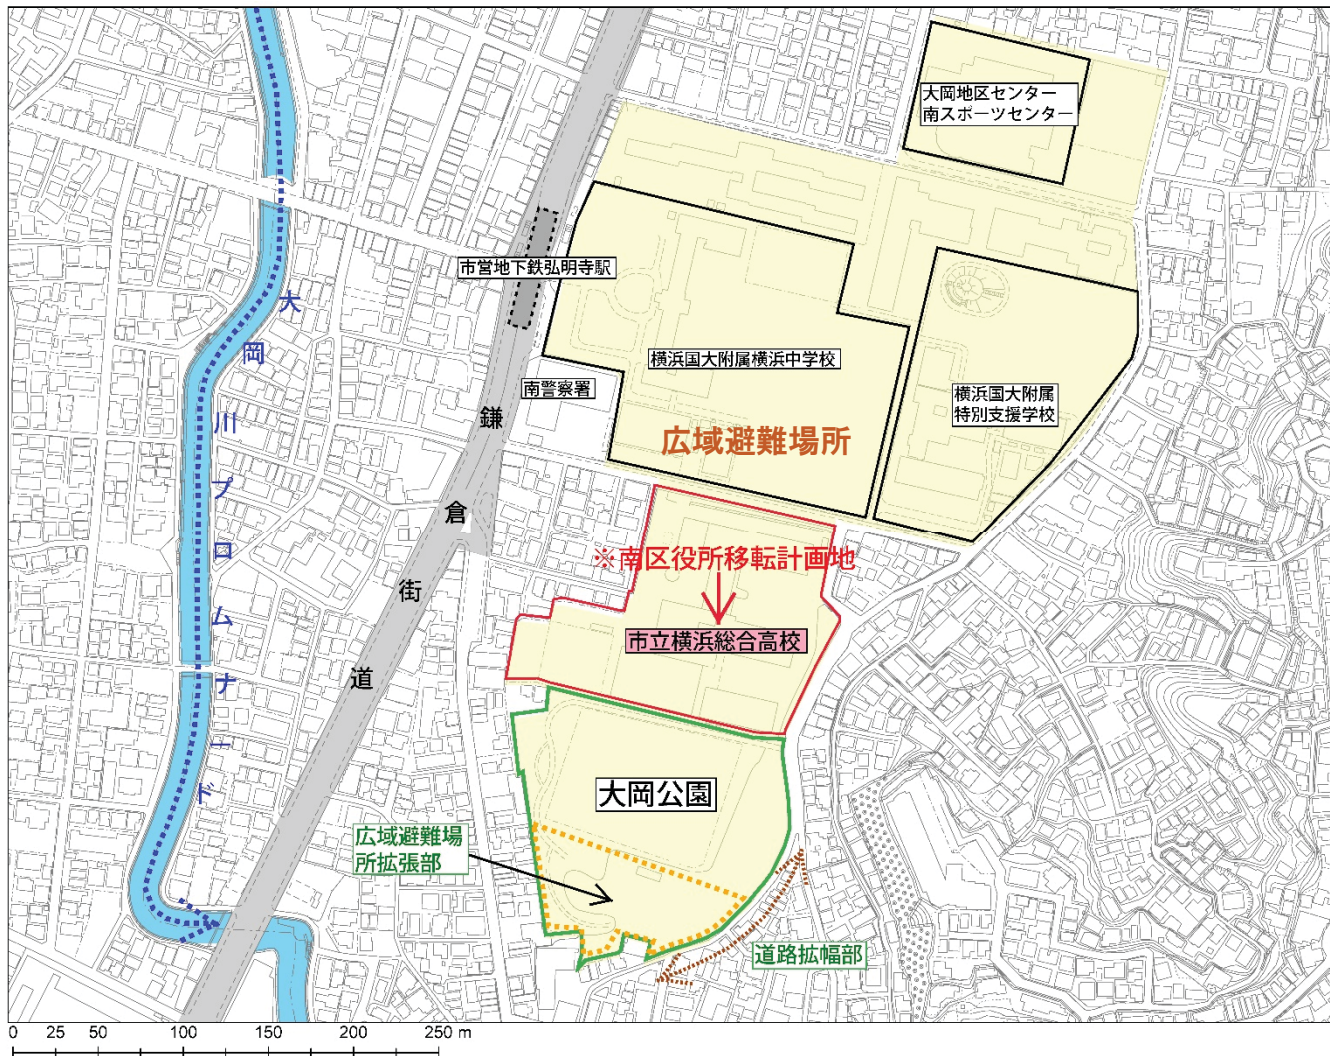 大岡地区センター
南スポーツセンター
市営地下鉄弘明寺駅
大岡川プロムナード
横浜国大附属横浜中学校
南警察署
横浜国大附属
特別支援学校
鎌倉街道
広域避難場所
※南区役所移転計画地
市立横浜総合高校
大岡公園
広域避難場
所拡張部
道路拡幅部
0 25 50 100 150 200 250 m